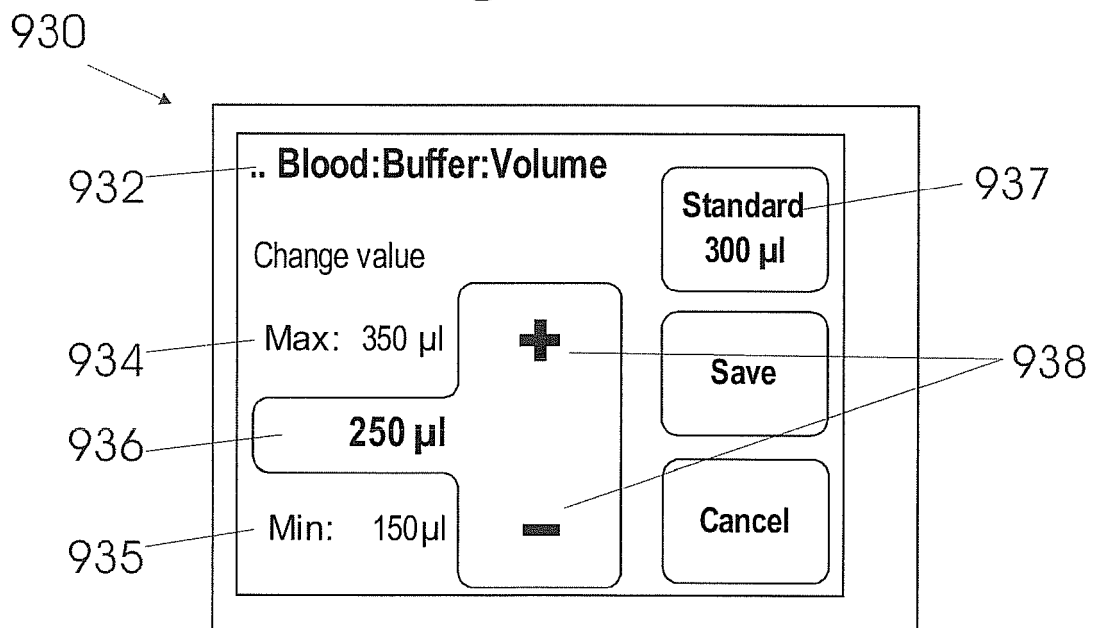 930
932
.. Blood:Buffer:Volume
Standard
300 µl
937
Change value
934
Max: 350 µl
+
938
Save
936
250 µl
935
Min: 150µl
−
Cancel